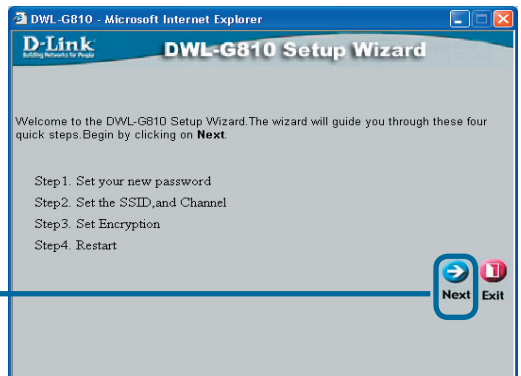 DWL-G810 - Microsoft Internet Explorer
D-Link
Building Networks for People
DWL-G810 Setup Wizard
Welcome to the DWL-G810 Setup Wizard.The wizard will guide you through these four
quick steps.Begin by clicking on Next.
Step1. Set your new password
Step2. Set the SSID,and Channel
Step3. Set Encryption
Step4. Restart
Next Exit